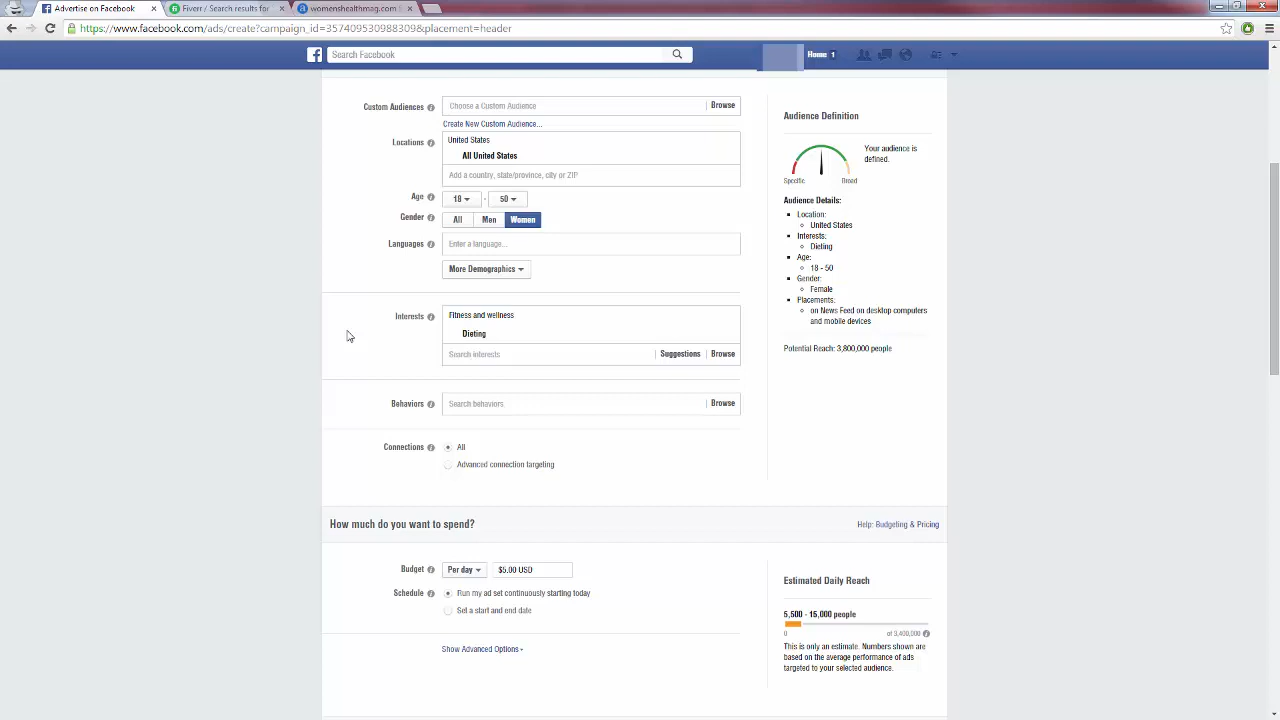 Advertise on Facebook
Fiverr / Search results for
womenshealthmag.com
https://www.facebook.com/ads/create?campaign_id=357409530988309&placement=header
Search Facebook
Home 1
Custom Audiences
Choose a Custom Audience
Browse
Create New Custom Audience...
Locations
United States
All United States
Add a country, state/province, city or ZIP
Age
18 - 50
Gender
All Men Women
Languages
Enter a language...
More Demographics
Interests
Fitness and wellness
Dieting
Search interests
Suggestions
Browse
Behaviors
Search behaviors
Browse
Connections
All
Advanced connection targeting
Audience Definition
Your audience is
defined.
Specific
Broad
Audience Details:
Location:
United States
Interests:
Dieting
Age:
18 - 50
Gender:
Female
Placements:
on News Feed on desktop computers
and mobile devices
Potential Reach: 3,800,000 people
How much do you want to spend?
Help: Budgeting & Pricing
Budget
Per day
$5.00 USD
Schedule
Run my ad set continuously starting today
Set a start and end date
Show Advanced Options
Estimated Daily Reach
5,500 - 15,000 people
0
of 3,400,000
This is only an estimate. Numbers shown are
based on the average performance of ads
targeted to your selected audience.